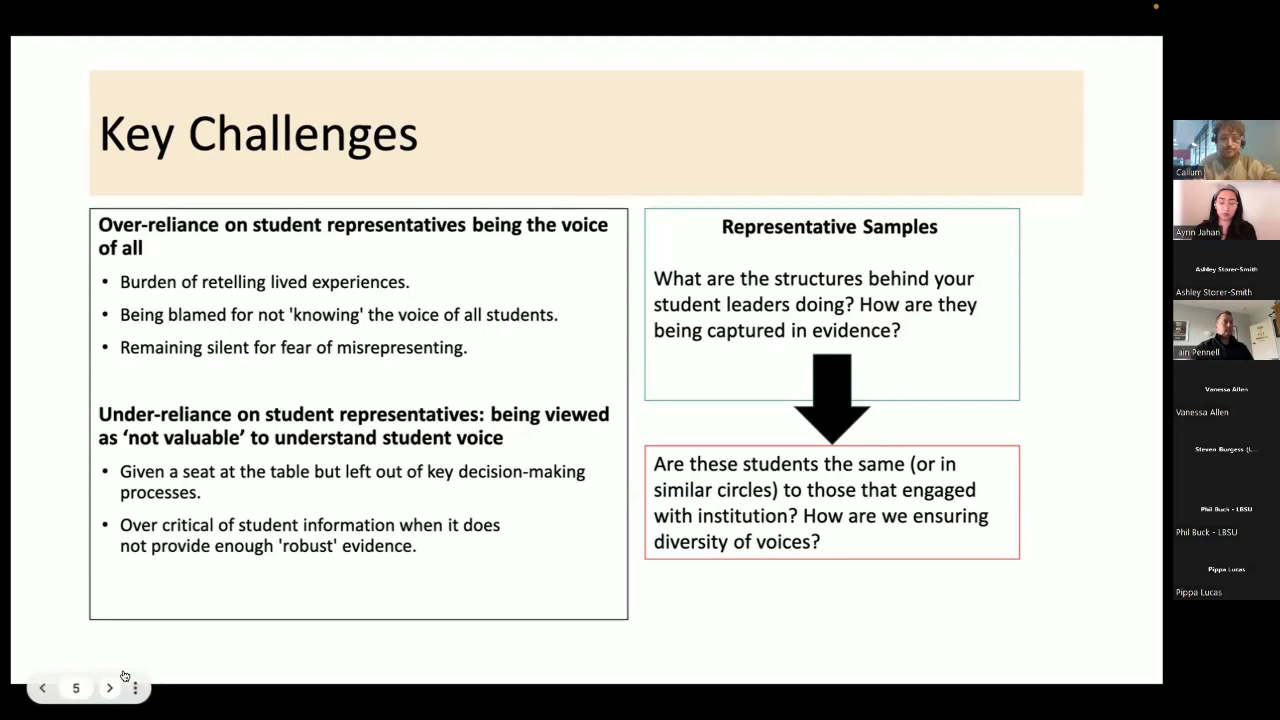 Key Challenges
Over-reliance on student representatives being the voice
of all
• Burden of retelling lived experiences.
• Being blamed for not 'knowing' the voice of all students.
• Remaining silent for fear of misrepresenting.
Under-reliance on student representatives: being viewed
as ‘not valuable’ to understand student voice
• Given a seat at the table but left out of key decision-making
processes.
• Over critical of student information when it does
not provide enough 'robust' evidence.
Representative Samples
What are the structures behind your
student leaders doing? How are they
being captured in evidence?
Are these students the same (or in
similar circles) to those that engaged
with institution? How are we ensuring
diversity of voices?
5
Callum
Ayrin Jahan
Ashley Storer-Smith
Ashley Storer-Smith
Iain Pennell
Vanessa Allen
Vanessa Allen
Steven Burgess (L...
Phil Buck - LBSU
Phil Buck - LBSU
Pippa Lucas
Pippa Lucas